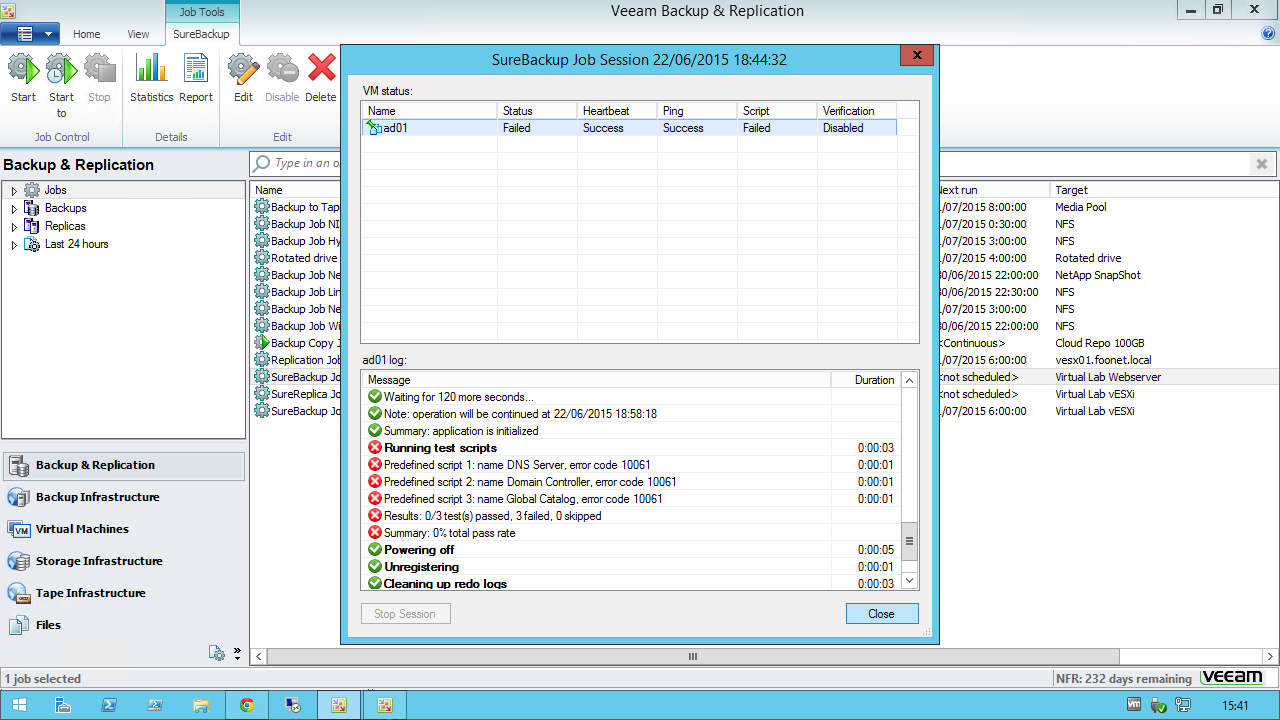 Veeam Backup & Replication
Job Tools
Home View SureBackup
Start Start to Stop Statistics Report Edit Disable Delete
Job Control Details Edit
SureBackup Job Session 22/06/2015 18:44:32
VM status:
Name Status Heartbeat Ping Script Verification
ad01 Failed Success Success Failed Disabled
Backup & Replication
Jobs
Backups
Replicas
Last 24 hours
Type in an o
Name Next run Target
Backup to Tap /07/2015 8:00:00 Media Pool
Backup Job NI /07/2015 0:30:00 NFS
Backup Job Hy /07/2015 3:00:00 NFS
Rotated drive /07/2015 4:00:00 Rotated drive
Backup Job Ne 30/06/2015 22:00:00 NetApp SnapShot
Backup Job Lin 30/06/2015 22:30:00 NFS
Backup Job Ne /07/2015 3:00:00 NFS
Backup Job Wi 30/06/2015 22:00:00 NFS
Backup Copy J <Continuous> Cloud Repo 100GB
Replication Job /07/2015 6:00:00 vesx01.foonet.local
SureBackup Jo <not scheduled> Virtual Lab Webserver
SureReplica Jo <not scheduled> Virtual Lab vESXi
SureBackup Jo /07/2015 6:00:00 Virtual Lab vESXi
ad01 log:
Message Duration
Waiting for 120 more seconds...
Note: operation will be continued at 22/06/2015 18:58:18
Summary: application is initialized
Running test scripts 0:00:03
Predefined script 1: name DNS Server, error code 10061 0:00:01
Predefined script 2: name Domain Controller, error code 10061 0:00:01
Predefined script 3: name Global Catalog, error code 10061 0:00:01
Results: 0/3 test(s) passed, 3 failed, 0 skipped
Summary: 0% total pass rate
Powering off 0:00:05
Unregistering 0:00:01
Cleaning up redo logs 0:00:03
Stop Session Close
Backup & Replication
Backup Infrastructure
Virtual Machines
Storage Infrastructure
Tape Infrastructure
Files
1 job selected NFR: 232 days remaining veeam
15:41